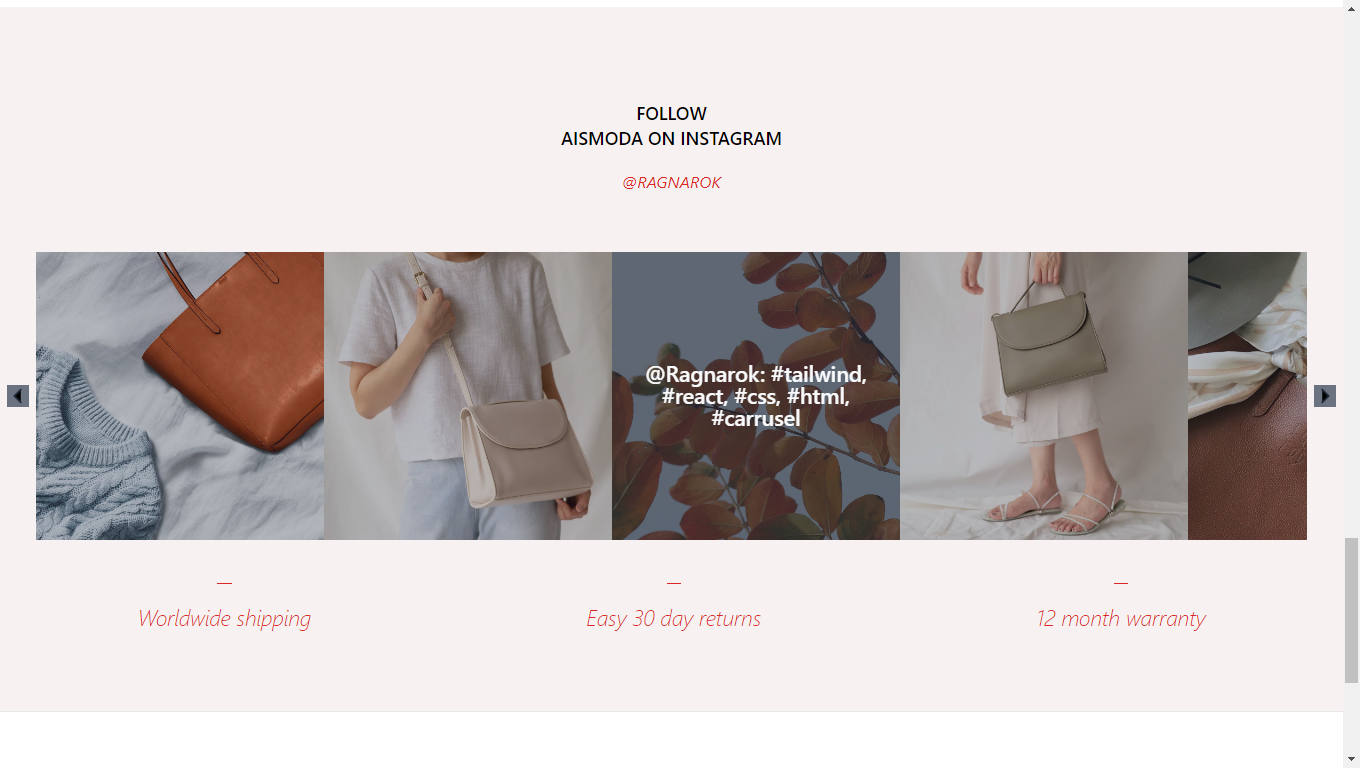 FOLLOW
AISMODA ON INSTAGRAM
@RAGNAROK
@Ragnarok: #tailwind,
#react, #css, #html,
#carrusel
Worldwide shipping
Easy 30 day returns
12 month warranty